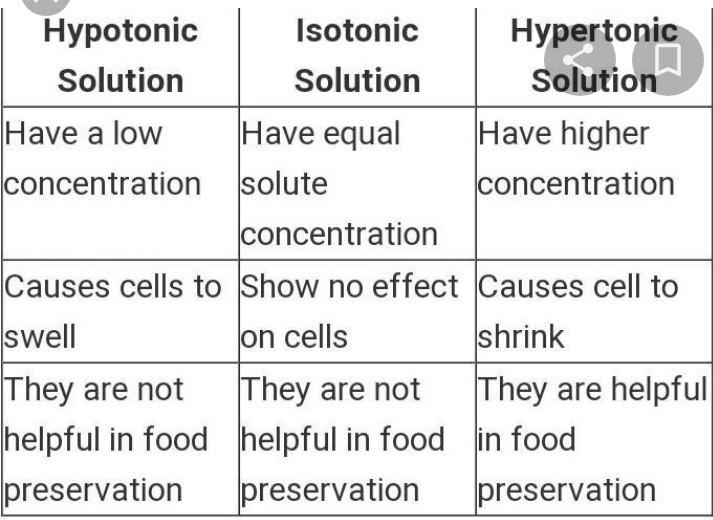 Hypotonic Solution
Isotonic Solution
Hypertonic Solution
Have a low concentration
Have equal solute concentration
Have higher concentration
Causes cells to swell
Show no effect on cells
Causes cell to shrink
They are not helpful in food preservation
They are not helpful in food preservation
They are helpful in food preservation